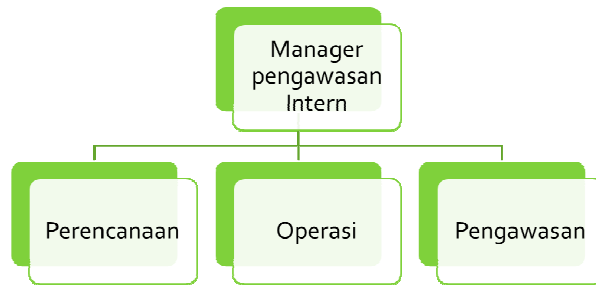 Manager
pengawasan
Intern
Perencanaan
Operasi
Pengawasan